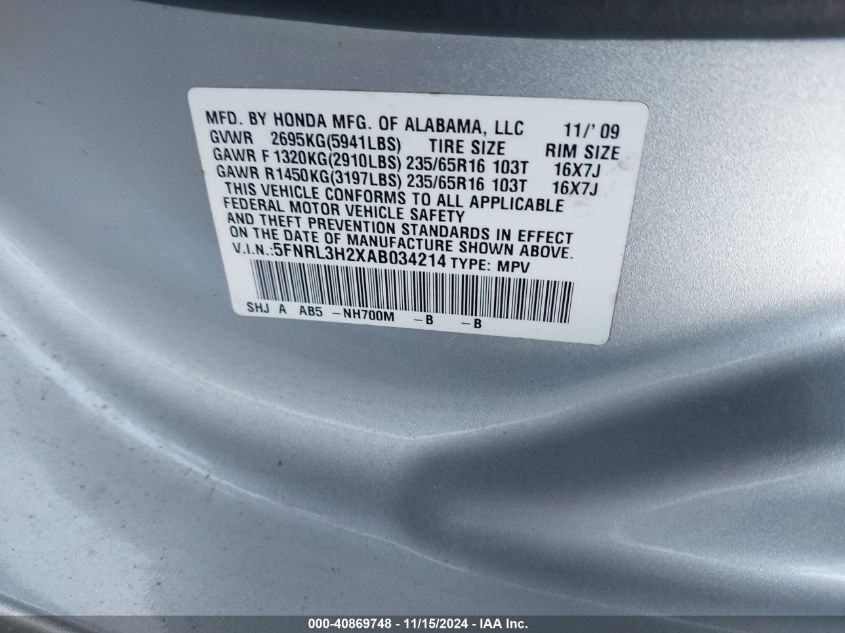 MFD. BY HONDA MFG. OF ALABAMA, LLC 11/' 09
GVWR 2695KG(5941LBS) TIRE SIZE RIM SIZE
GAWR F 1320KG(2910LBS) 235/65R16 103T 16X7J
GAWR R1450KG(3197LBS) 235/65R16 103T 16X7J
THIS VEHICLE CONFORMS TO ALL APPLICABLE
FEDERAL MOTOR VEHICLE SAFETY
AND THEFT PREVENTION STANDARDS IN EFFECT
ON THE DATE OF MANUFACTURE SHOWN ABOVE.
V.I.N.:5FNRL3H2XAB034214 TYPE: MPV
SHJ A AB5 -NH700M -B -B
000-40869748 - 11/15/2024 - IAA Inc.